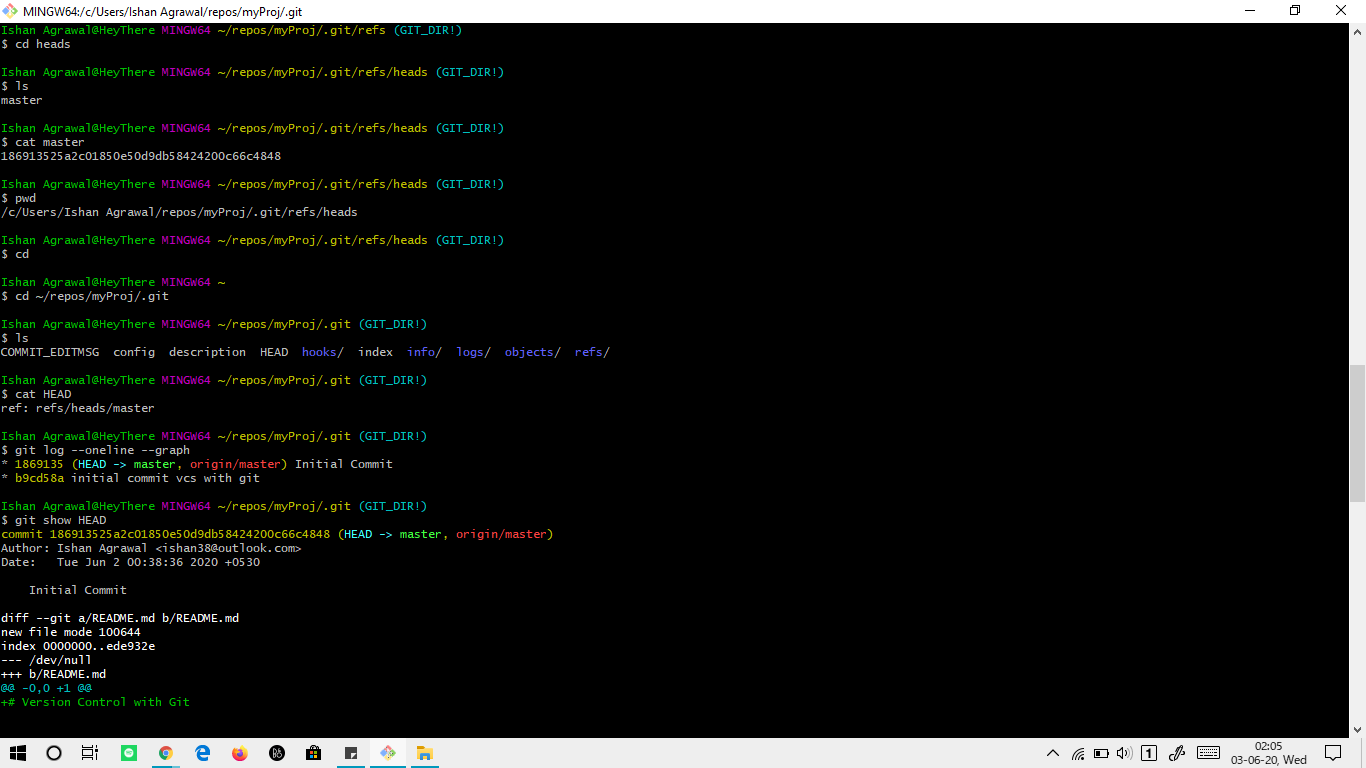 MINGW64:/c/Users/Ishan Agrawal/repos/myProj/.git
Ishan Agrawal@HeyThere MINGW64 ~/repos/myProj/.git/refs (GIT_DIR!)
$ cd heads
Ishan Agrawal@HeyThere MINGW64 ~/repos/myProj/.git/refs/heads (GIT_DIR!)
$ ls
master
Ishan Agrawal@HeyThere MINGW64 ~/repos/myProj/.git/refs/heads (GIT_DIR!)
$ cat master
186913525a2c01850e50d9db58424200c66c4848
Ishan Agrawal@HeyThere MINGW64 ~/repos/myProj/.git/refs/heads (GIT_DIR!)
$ pwd
/c/Users/Ishan Agrawal/repos/myProj/.git/refs/heads
Ishan Agrawal@HeyThere MINGW64 ~/repos/myProj/.git/refs/heads (GIT_DIR!)
$ cd
Ishan Agrawal@HeyThere MINGW64 ~
$ cd ~/repos/myProj/.git
Ishan Agrawal@HeyThere MINGW64 ~/repos/myProj/.git (GIT_DIR!)
$ ls
COMMIT_EDITMSG  config  description  HEAD  hooks/  index  info/  logs/  objects/  refs/
Ishan Agrawal@HeyThere MINGW64 ~/repos/myProj/.git (GIT_DIR!)
$ cat HEAD
ref: refs/heads/master
Ishan Agrawal@HeyThere MINGW64 ~/repos/myProj/.git (GIT_DIR!)
$ git log --oneline --graph
* 1869135 (HEAD -> master, origin/master) Initial Commit
* b9cd58a initial commit vcs with git
Ishan Agrawal@HeyThere MINGW64 ~/repos/myProj/.git (GIT_DIR!)
$ git show HEAD
commit 186913525a2c01850e50d9db58424200c66c4848 (HEAD -> master, origin/master)
Author: Ishan Agrawal <ishan38@outlook.com>
Date:   Tue Jun 2 00:38:36 2020 +0530
    Initial Commit
diff --git a/README.md b/README.md
new file mode 100644
index 0000000..ede932e
--- /dev/null
+++ b/README.md
@@ -0,0 +1 @@
+# Version Control with Git
1
02:05
03-06-20, Wed